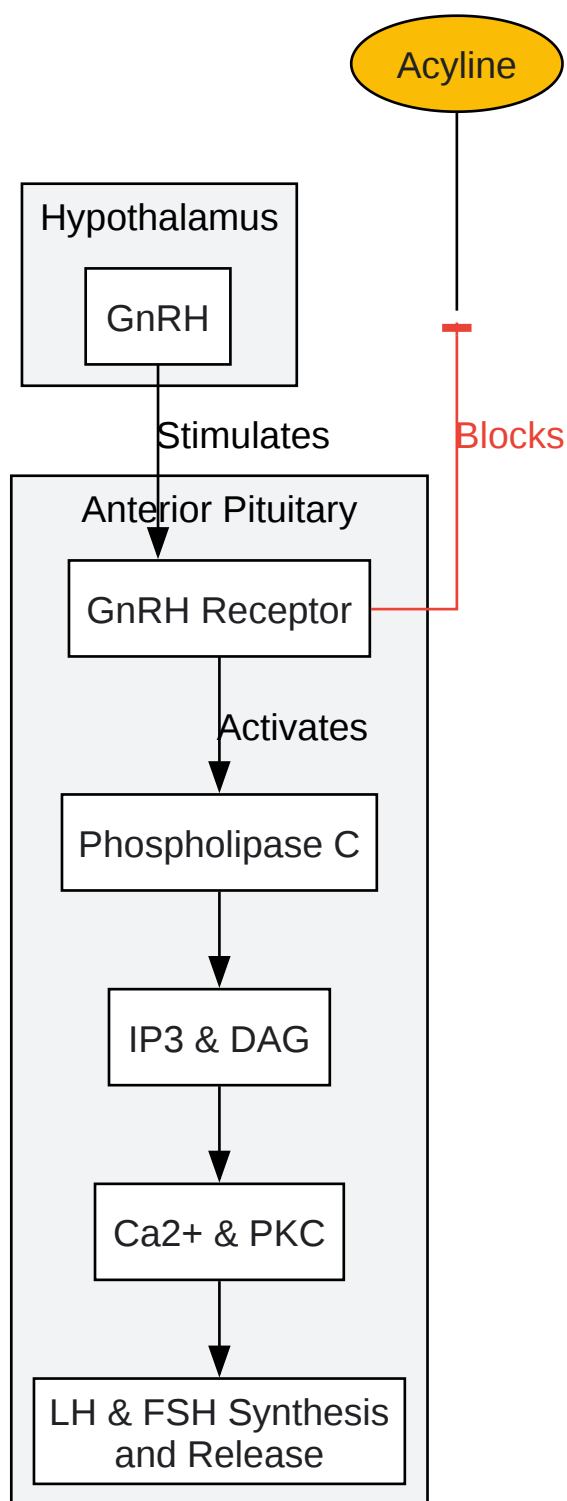 Acyline
Hypothalamus
GnRH
Stimulates
Blocks
Anterior Pituitary
GnRH Receptor
Activates
Phospholipase C
IP3 & DAG
Ca2+ & PKC
LH & FSH Synthesis
and Release